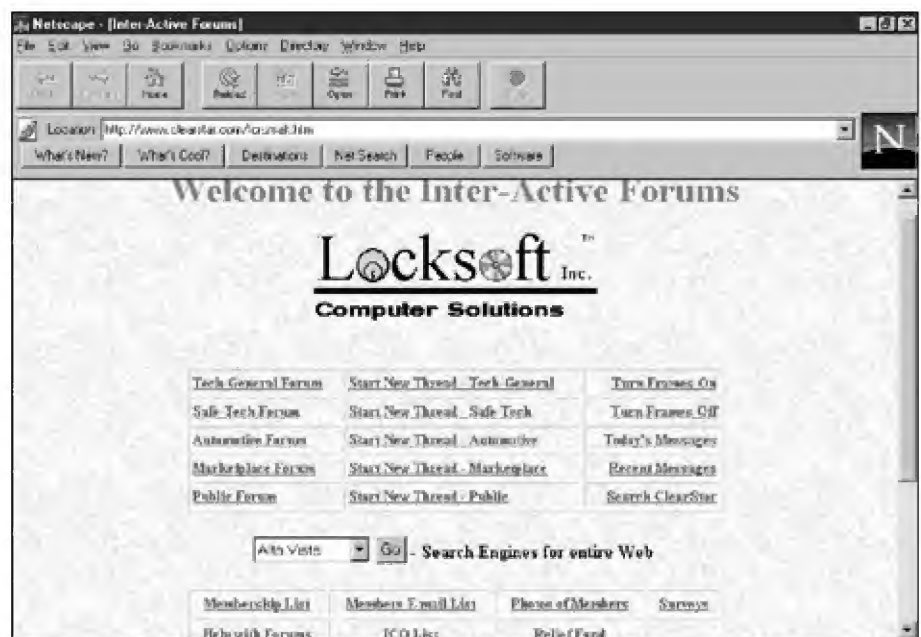 Netscape - [Inter-Active Forums]
File Edit View Go Bookmarks Options Directory Window Help
Home Reload Open Print Find
Location: http://www.clearstar.com/
What's New? What's Cool? Destinations Net Search People Software
N
Welcome to the Inter-Active Forums
Locksoft Inc. ™
Computer Solutions
Tech General Forum Start New Thread - Tech General Turn Frames On
Safe Tech Forum Start New Thread - Safe Tech Turn Frames Off
Automotive Forum Start New Thread - Automotive Today's Messages
Marketplace Forum Start New Thread - Marketplace Recent Messages
Public Forum Start New Thread - Public Search ClearStar
Alta Vista Go - Search Engines for entire Web
Membership List Members Email List Photos of Members Surveys
Help with Forums ICQ List Relief Fund